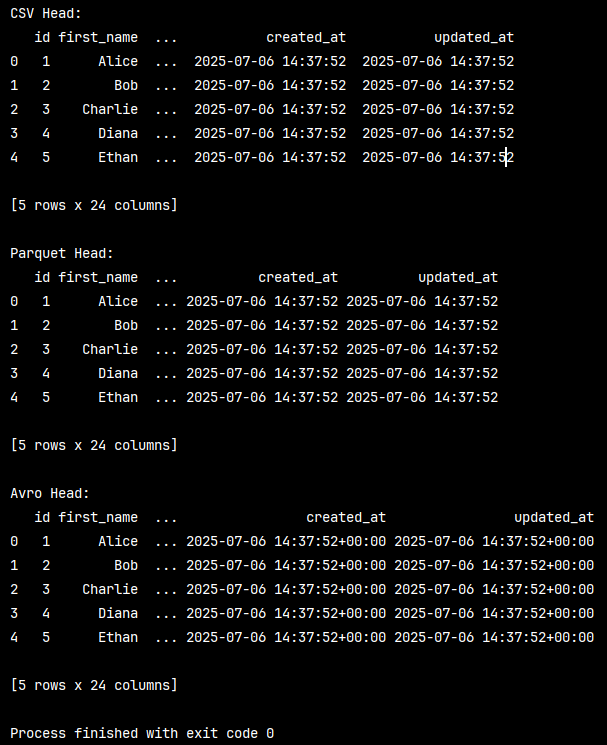 CSV Head:
   id first_name  ...           created_at           updated_at
0   1      Alice  ...  2025-07-06 14:37:52  2025-07-06 14:37:52
1   2        Bob  ...  2025-07-06 14:37:52  2025-07-06 14:37:52
2   3    Charlie  ...  2025-07-06 14:37:52  2025-07-06 14:37:52
3   4      Diana  ...  2025-07-06 14:37:52  2025-07-06 14:37:52
4   5      Ethan  ...  2025-07-06 14:37:52  2025-07-06 14:37:52

[5 rows x 24 columns]

Parquet Head:
   id first_name  ...          created_at          updated_at
0   1      Alice  ... 2025-07-06 14:37:52 2025-07-06 14:37:52
1   2        Bob  ... 2025-07-06 14:37:52 2025-07-06 14:37:52
2   3    Charlie  ... 2025-07-06 14:37:52 2025-07-06 14:37:52
3   4      Diana  ... 2025-07-06 14:37:52 2025-07-06 14:37:52
4   5      Ethan  ... 2025-07-06 14:37:52 2025-07-06 14:37:52

[5 rows x 24 columns]

Avro Head:
   id first_name  ...                created_at                updated_at
0   1      Alice  ... 2025-07-06 14:37:52+00:00 2025-07-06 14:37:52+00:00
1   2        Bob  ... 2025-07-06 14:37:52+00:00 2025-07-06 14:37:52+00:00
2   3    Charlie  ... 2025-07-06 14:37:52+00:00 2025-07-06 14:37:52+00:00
3   4      Diana  ... 2025-07-06 14:37:52+00:00 2025-07-06 14:37:52+00:00
4   5      Ethan  ... 2025-07-06 14:37:52+00:00 2025-07-06 14:37:52+00:00

[5 rows x 24 columns]

Process finished with exit code 0